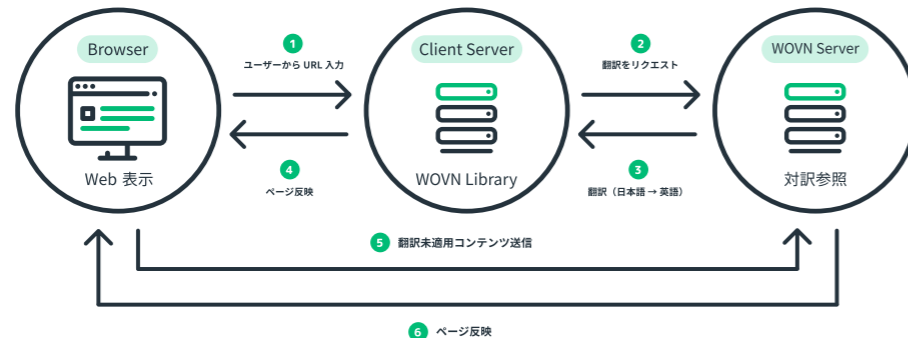 Browser
Client Server
WOVN Server
1
ユーザーから URL 入力
2
翻訳をリクエスト
4
ページ反映
3
翻訳（日本語 → 英語）
Web 表示
WOVN Library
対訳参照
5 翻訳未適用コンテンツ送信
6 ページ反映